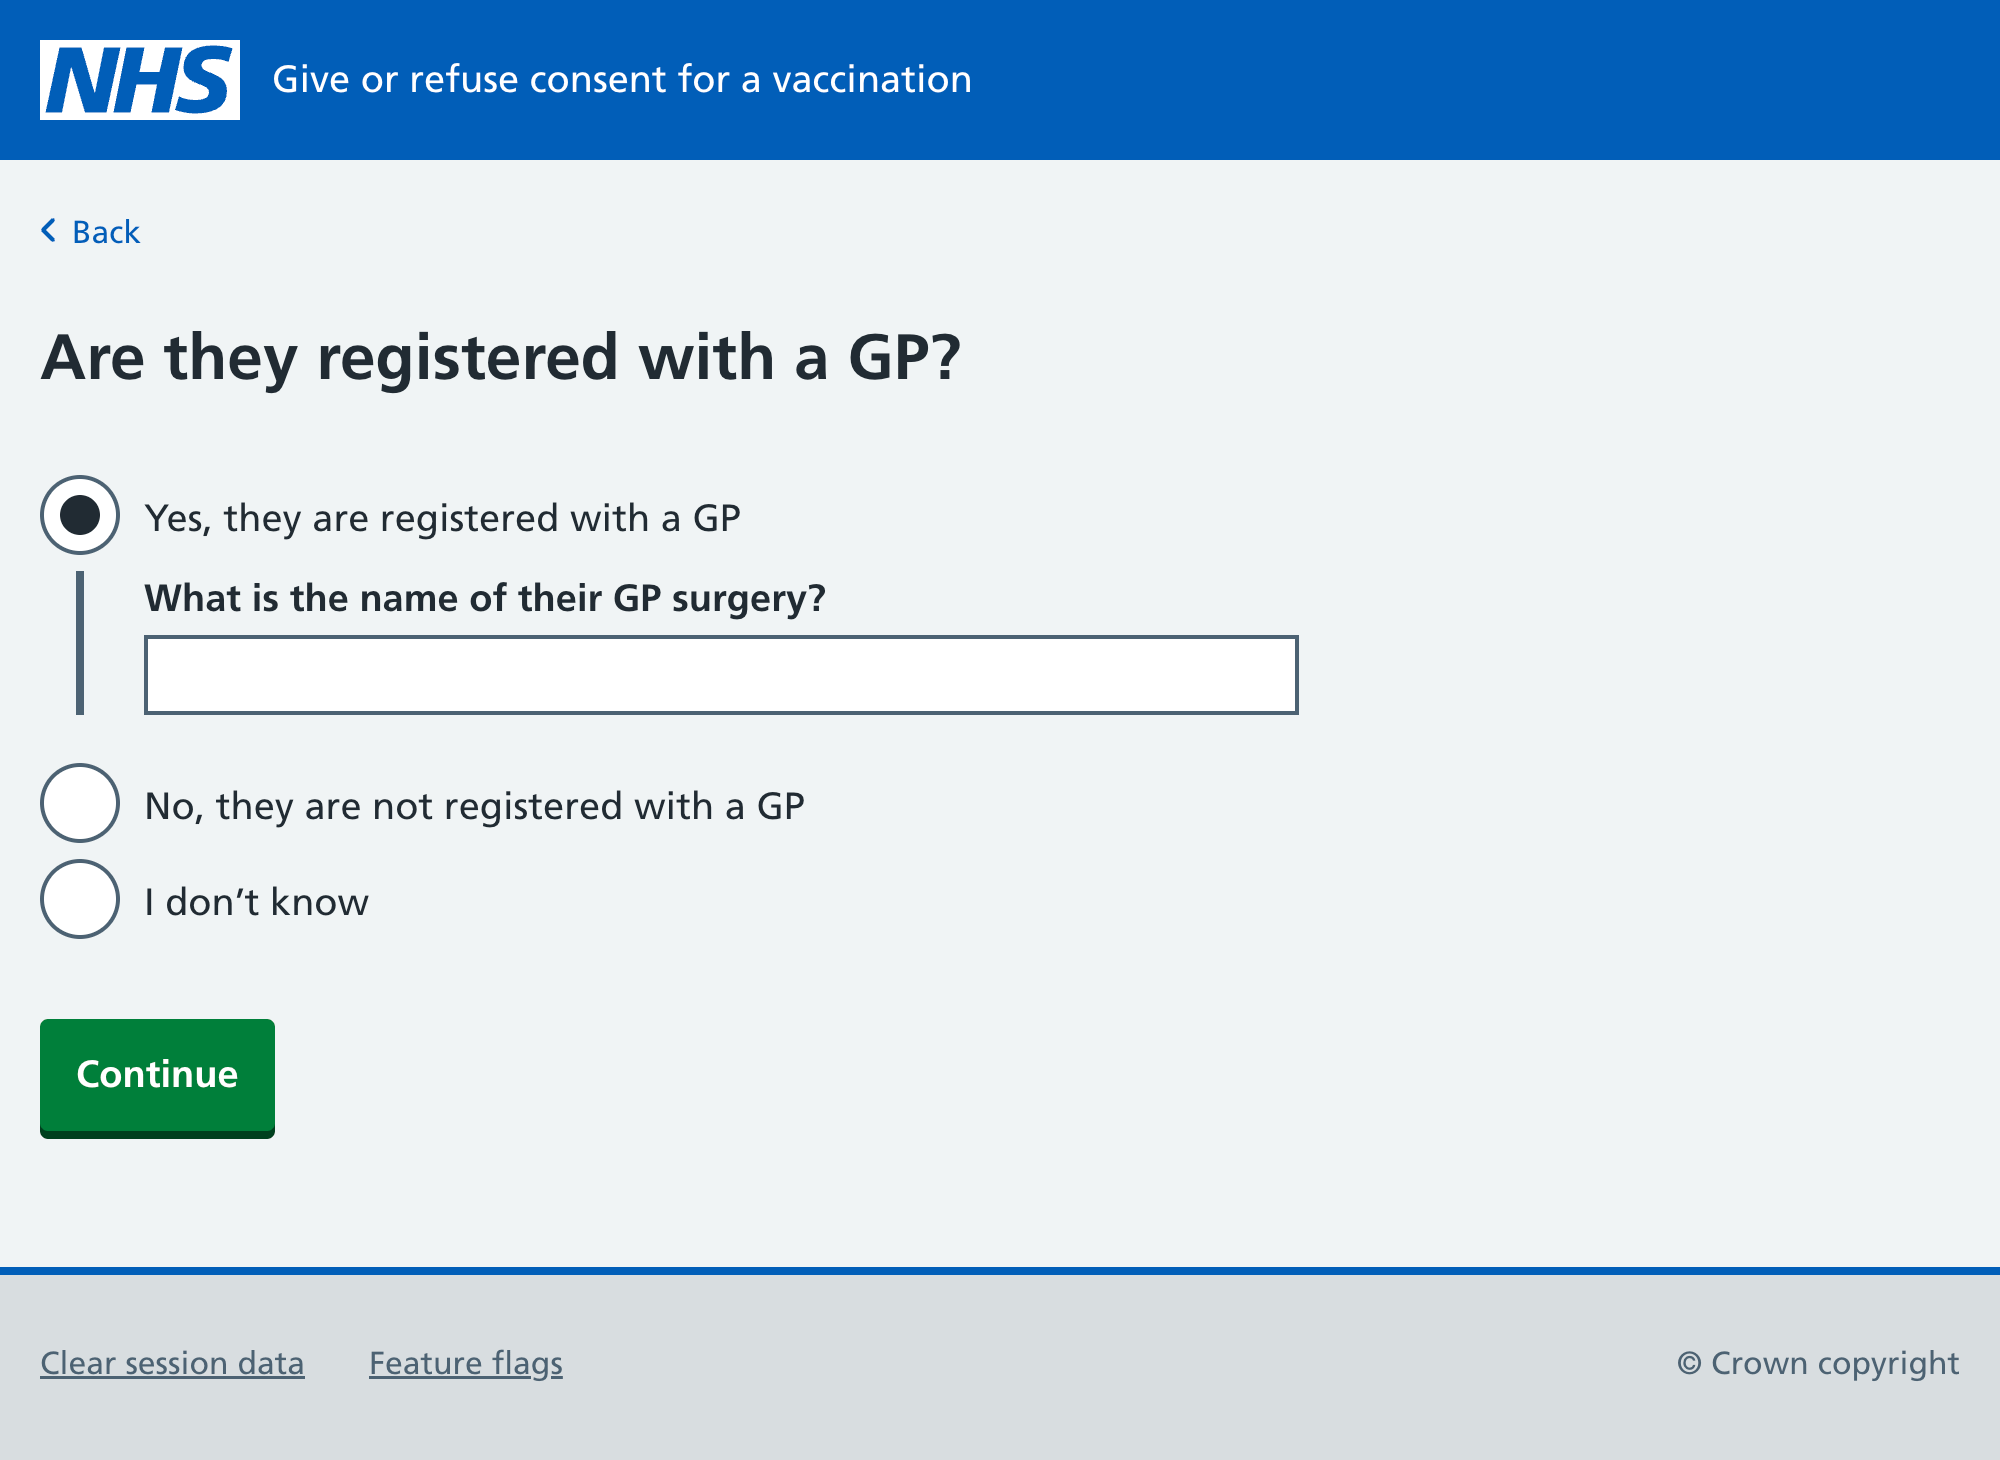 NHS Give or refuse consent for a vaccination
Back
Are they registered with a GP?
Yes, they are registered with a GP
What is the name of their GP surgery?
No, they are not registered with a GP
I don’t know
Continue
Clear session data Feature flags © Crown copyright